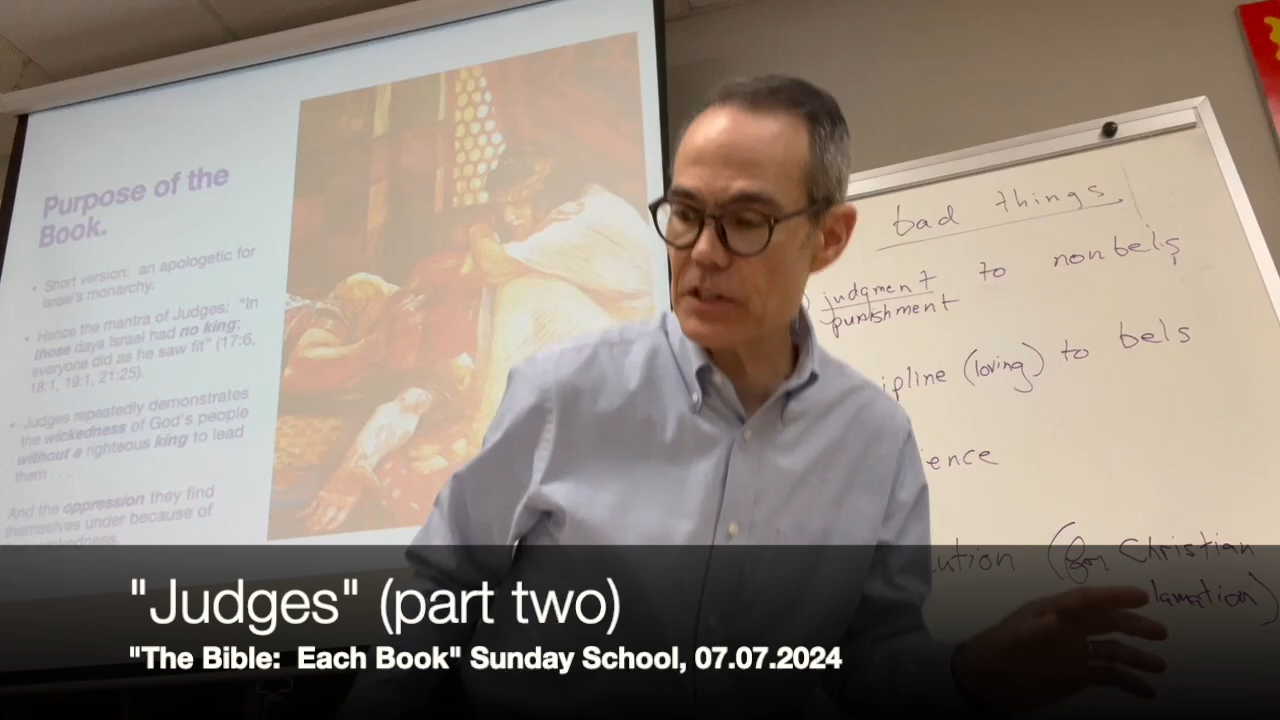 Purpose of the
Book.
• Short version: an apologetic for
Israel's monarchy.
• Hence the mantra of Judges: "In
those days Israel had no king;
everyone did as he saw fit" (17:6,
18:1, 19:1, 21:25).
• Judges repeatedly demonstrates
the wickedness of God's people
without a righteous king to lead
them . . .
And the oppression they find
themselves under because of
wickedness.
bad things
judgment to nonbels
punishment
(loving) to bels
(for Christian
"Judges" (part two)
"The Bible: Each Book" Sunday School, 07.07.2024